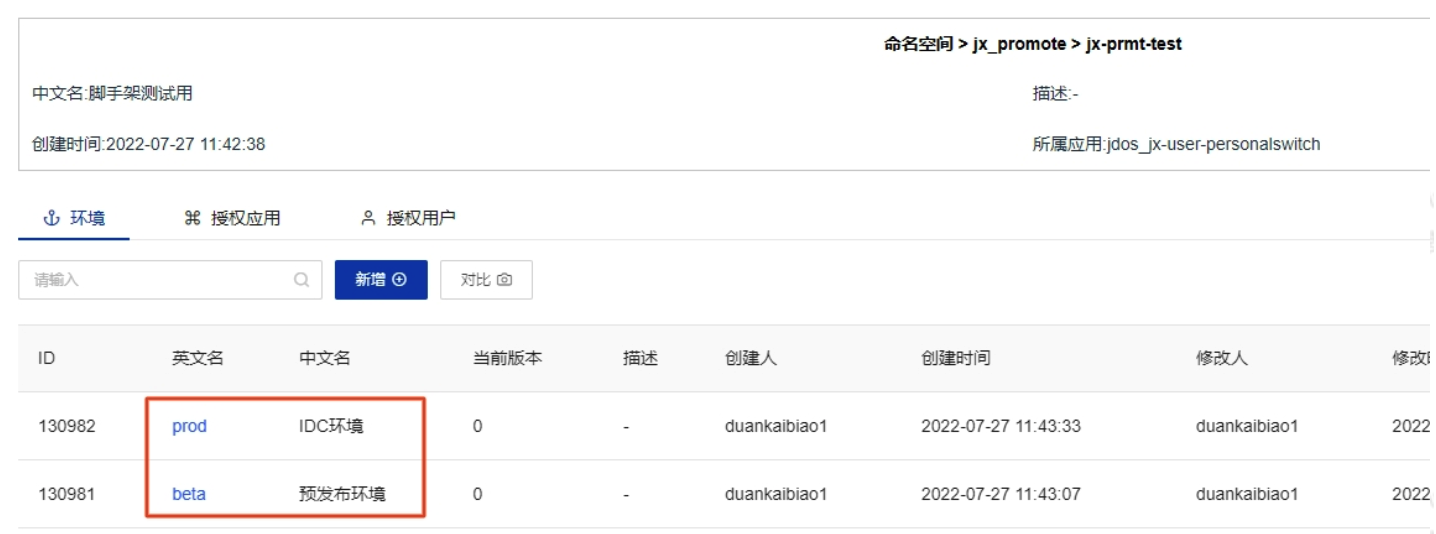 命名空间 > jx_promote > jx-prmt-test
中文名:脚手架测试用 描述:-
创建时间:2022-07-27 11:42:38 所属应用:jdos_jx-user-personalswitch
环境 授权应用 授权用户
请输入 新增 对比
ID 英文名 中文名 当前版本 描述 创建人 创建时间 修改人 修改
130982 prod IDC环境 0 - duankaibiao1 2022-07-27 11:43:33 duankaibiao1 2022
130981 beta 预发布环境 0 - duankaibiao1 2022-07-27 11:43:07 duankaibiao1 2022